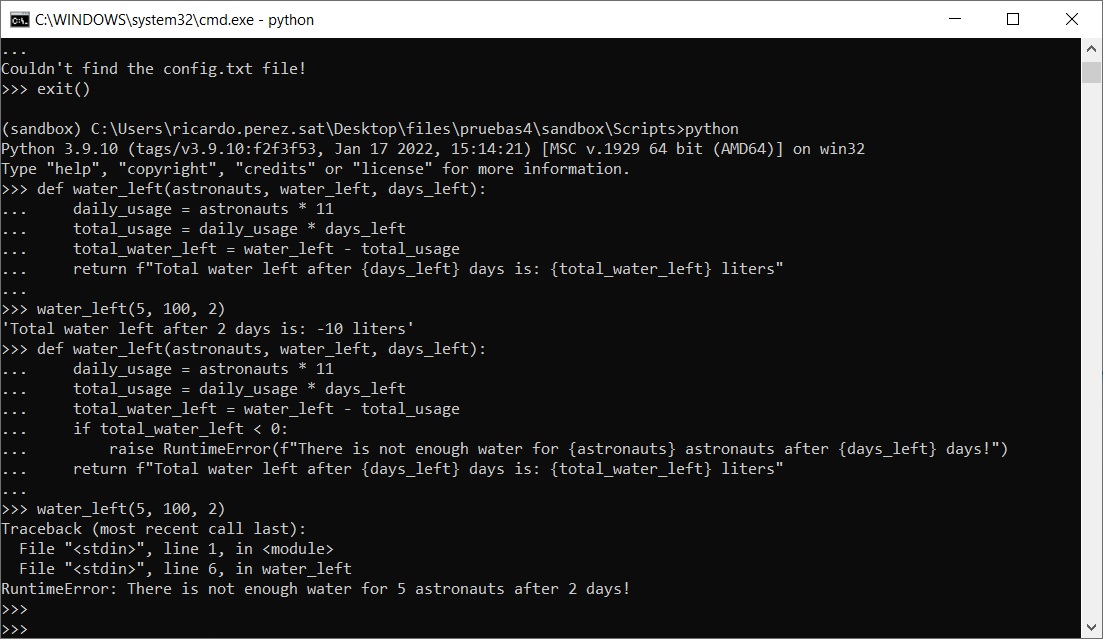 C:\WINDOWS\system32\cmd.exe - python
...
Couldn't find the config.txt file!
>>> exit()

(sandbox) C:\Users\ricardo.perez.sat\Desktop\files\pruebas4\sandbox\Scripts>python
Python 3.9.10 (tags/v3.9.10:f2f3f53, Jan 17 2022, 15:14:21) [MSC v.1929 64 bit (AMD64)] on win32
Type "help", "copyright", "credits" or "license" for more information.
>>> def water_left(astronauts, water_left, days_left):
...     daily_usage = astronauts * 11
...     total_usage = daily_usage * days_left
...     total_water_left = water_left - total_usage
...     return f"Total water left after {days_left} days is: {total_water_left} liters"
...
>>> water_left(5, 100, 2)
'Total water left after 2 days is: -10 liters'
>>> def water_left(astronauts, water_left, days_left):
...     daily_usage = astronauts * 11
...     total_usage = daily_usage * days_left
...     total_water_left = water_left - total_usage
...     if total_water_left < 0:
...         raise RuntimeError(f"There is not enough water for {astronauts} astronauts after {days_left} days!")
...     return f"Total water left after {days_left} days is: {total_water_left} liters"
...
>>> water_left(5, 100, 2)
Traceback (most recent call last):
  File "<stdin>", line 1, in <module>
  File "<stdin>", line 6, in water_left
RuntimeError: There is not enough water for 5 astronauts after 2 days!
>>>
>>>